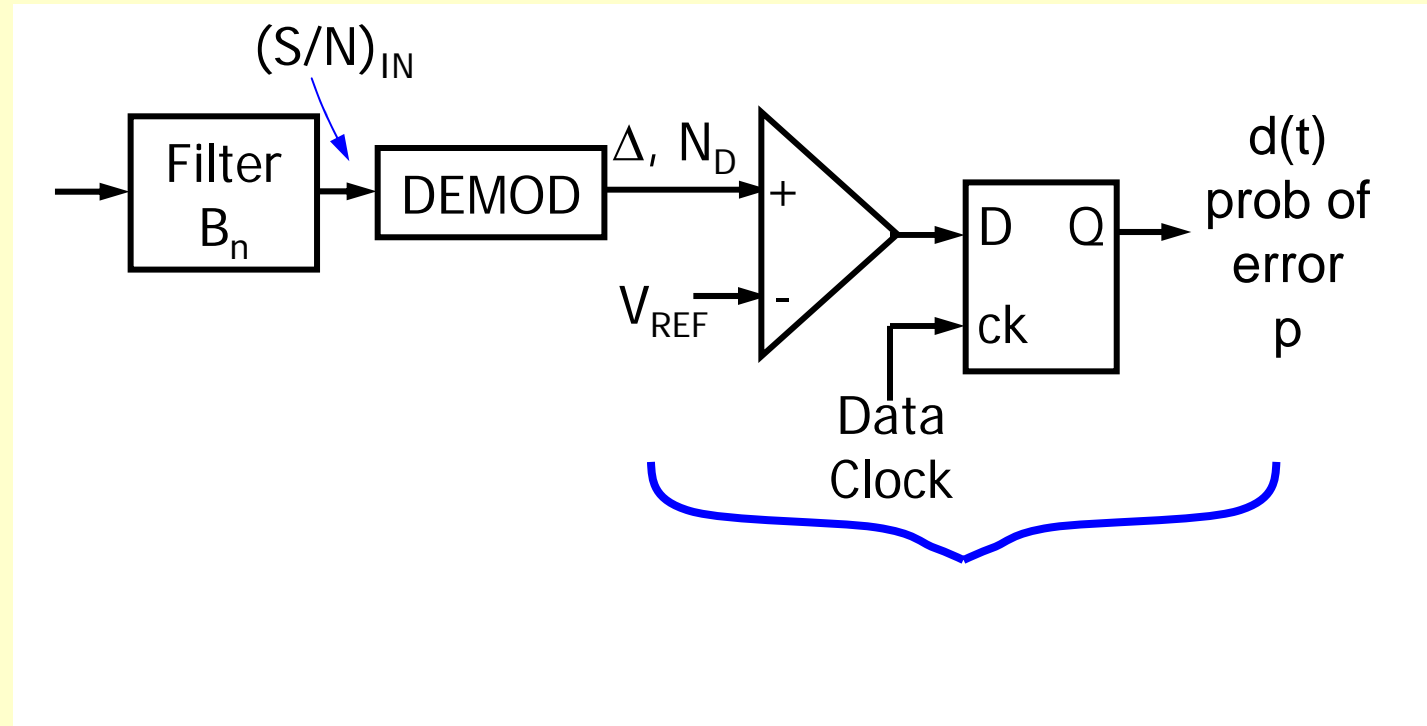 (S/N)IN
Filter
Bn
DEMOD
Δ, ND
+
VREF
-
D Q
ck
Data
Clock
d(t)
prob of
error
p